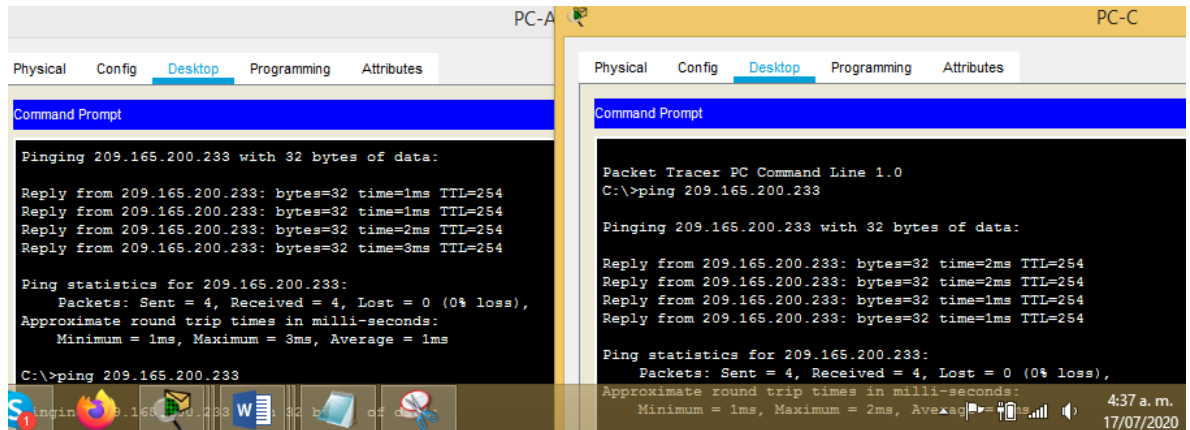 PC-A
Physical Config Desktop Programming Attributes
Command Prompt
Pinging 209.165.200.233 with 32 bytes of data:
Reply from 209.165.200.233: bytes=32 time=1ms TTL=254
Reply from 209.165.200.233: bytes=32 time=1ms TTL=254
Reply from 209.165.200.233: bytes=32 time=2ms TTL=254
Reply from 209.165.200.233: bytes=32 time=3ms TTL=254
Ping statistics for 209.165.200.233:
Packets: Sent = 4, Received = 4, Lost = 0 (0% loss),
Approximate round trip times in milli-seconds:
Minimum = 1ms, Maximum = 3ms, Average = 1ms
C:\>ping 209.165.200.233
PC-C
Physical Config Desktop Programming Attributes
Command Prompt
Packet Tracer PC Command Line 1.0
C:\>ping 209.165.200.233
Pinging 209.165.200.233 with 32 bytes of data:
Reply from 209.165.200.233: bytes=32 time=2ms TTL=254
Reply from 209.165.200.233: bytes=32 time=2ms TTL=254
Reply from 209.165.200.233: bytes=32 time=1ms TTL=254
Reply from 209.165.200.233: bytes=32 time=1ms TTL=254
Ping statistics for 209.165.200.233:
Packets: Sent = 4, Received = 4, Lost = 0 (0% loss),
Approximate round trip times in milli-seconds:
Minimum = 1ms, Maximum = 2ms,
S 1
W
4:37 a. m.
17/07/2020